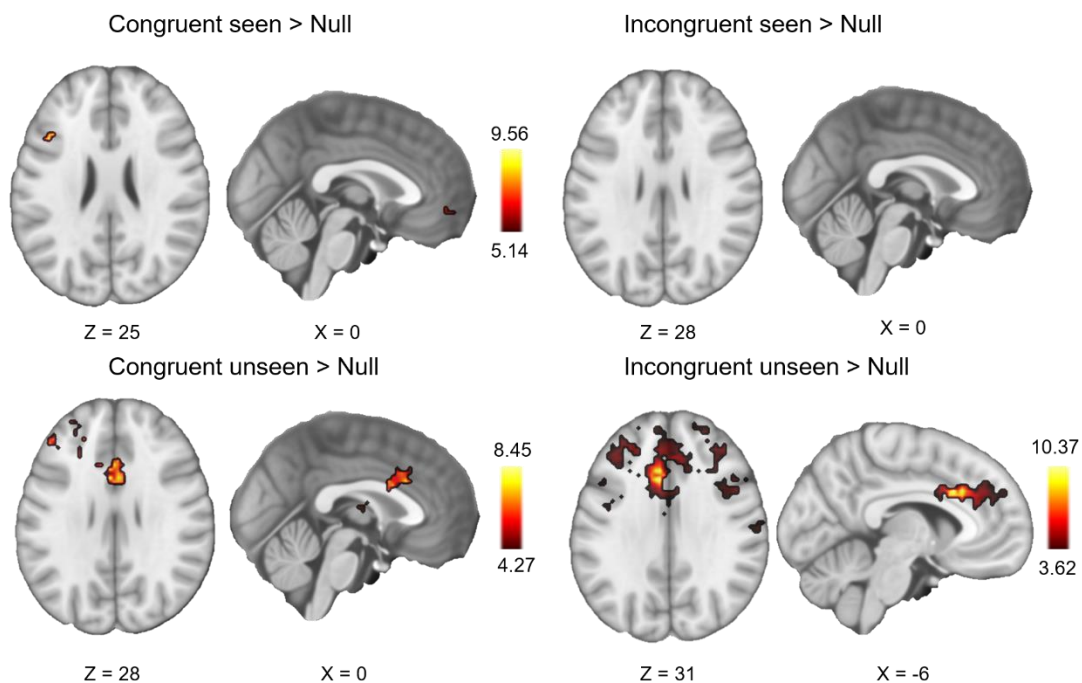 Congruent seen > Null
Incongruent seen > Null
9.56
5.14
Z = 25
X = 0
Z = 28
X = 0
Congruent unseen > Null
Incongruent unseen > Null
8.45
4.27
10.37
3.62
Z = 28
X = 0
Z = 31
X = -6